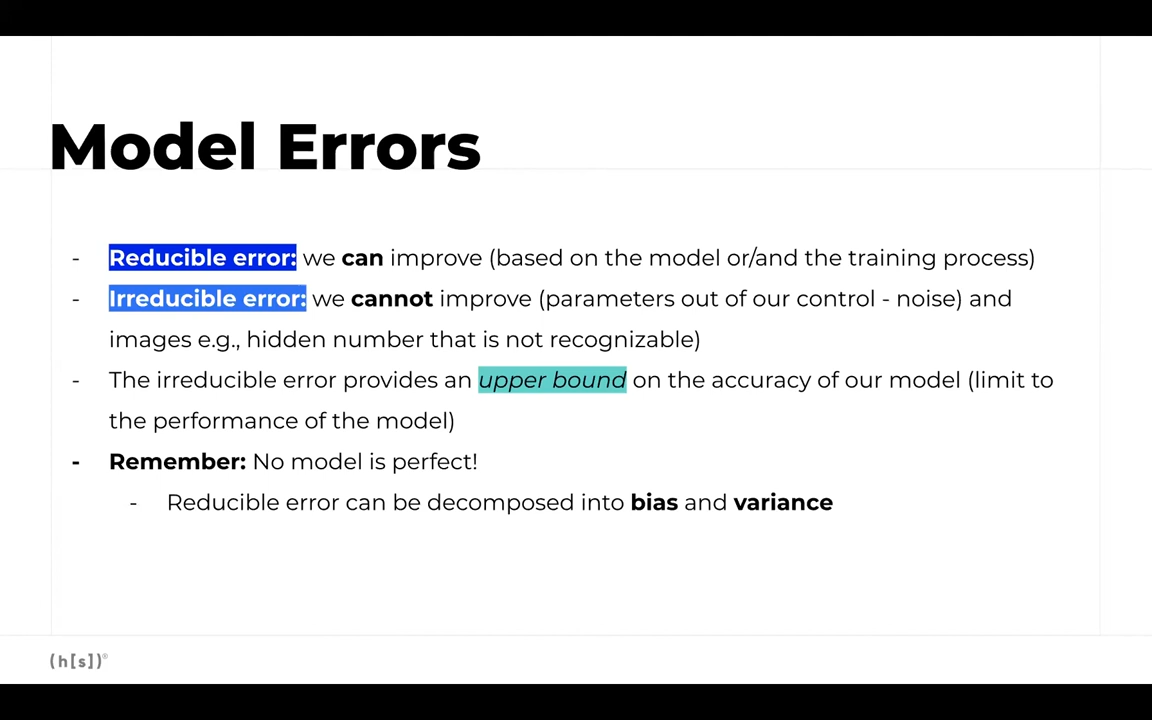 Model Errors
- Reducible error: we can improve (based on the model or/and the training process)
- Irreducible error: we cannot improve (parameters out of our control - noise) and
images e.g., hidden number that is not recognizable)
- The irreducible error provides an upper bound on the accuracy of our model (limit to
the performance of the model)
- Remember: No model is perfect!
- Reducible error can be decomposed into bias and variance
(h[s])®